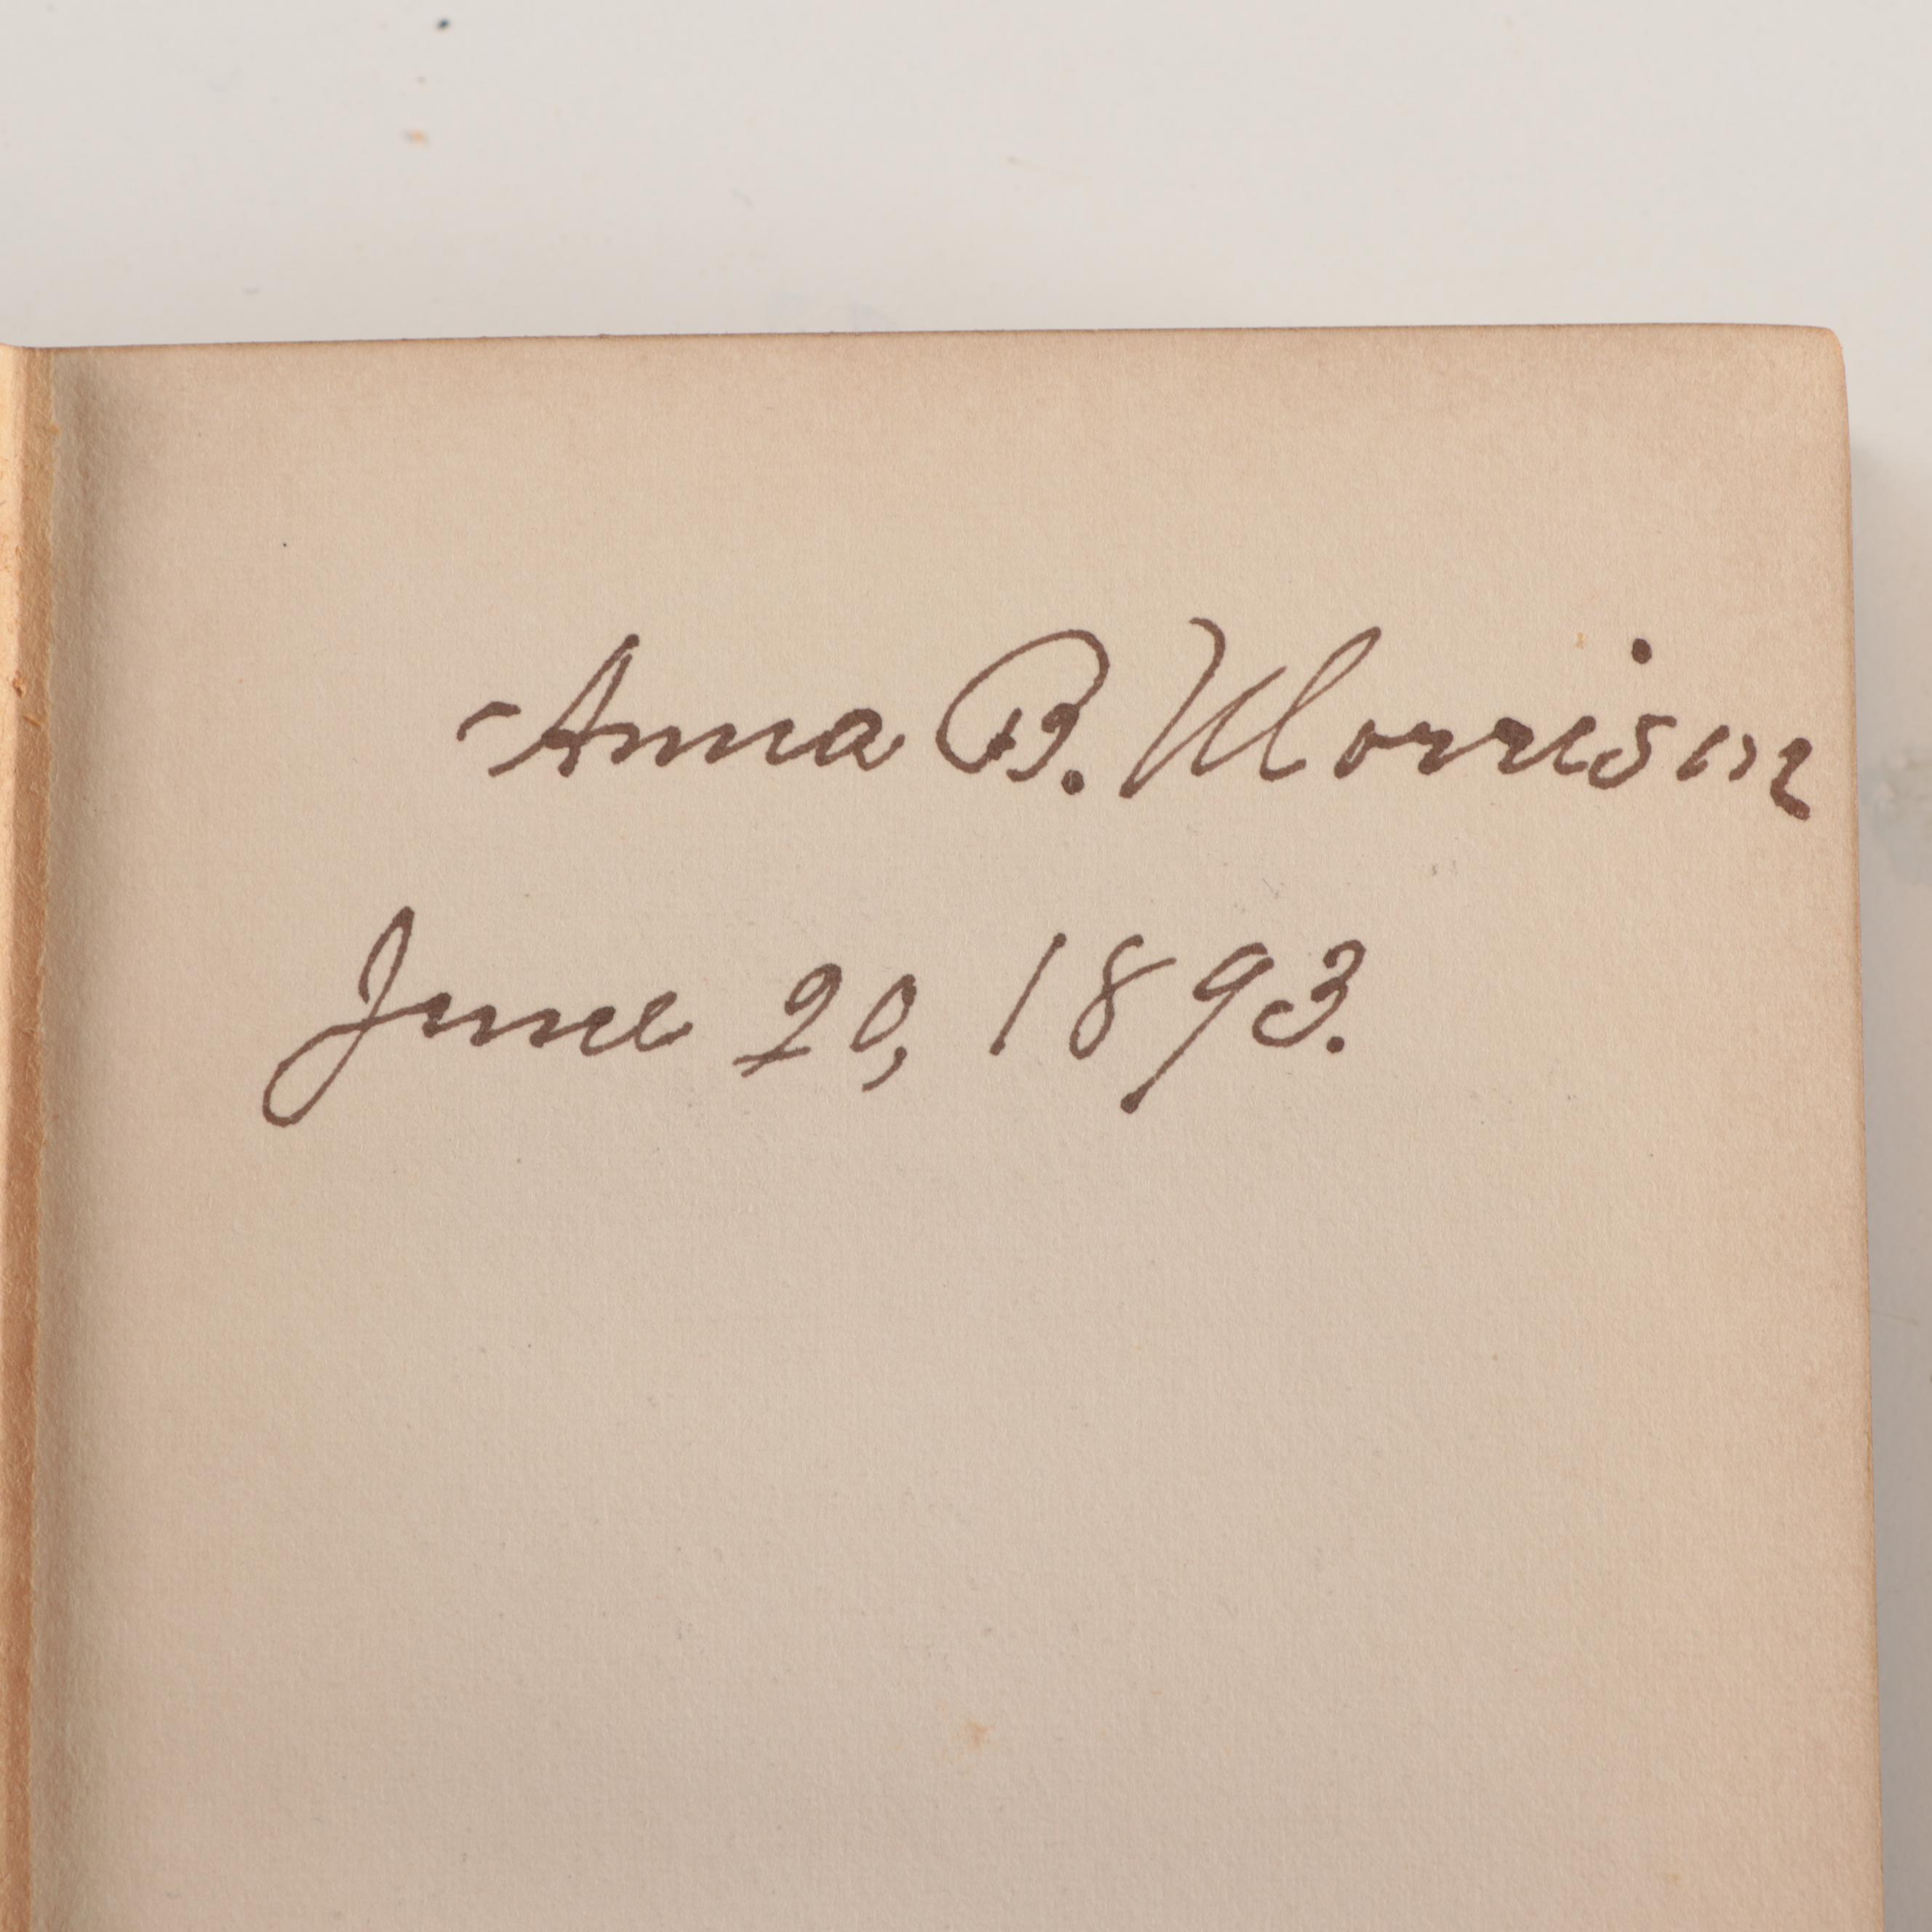 Anna B. Morrison
June 20, 1893.